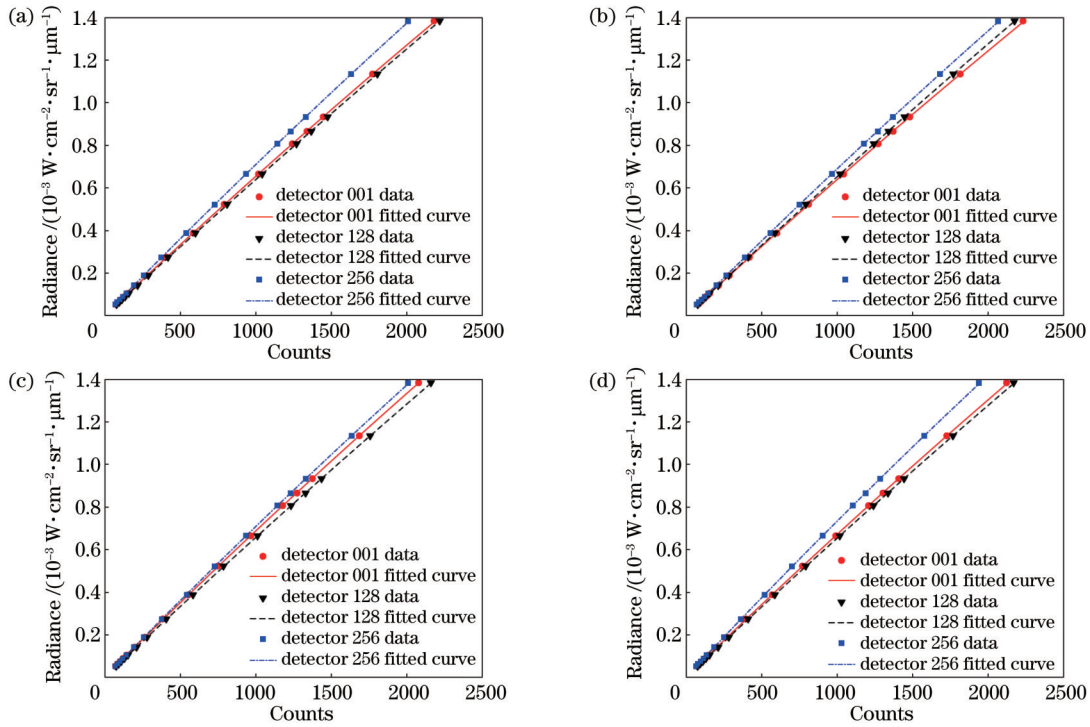 (a)
1.4
1.2
1.0
0.8
0.6
0.4
0.2
0
500
1000
1500
2000
2500
Radiance /(10⁻³ W·cm⁻²·sr⁻¹·μm⁻¹)
Counts
detector 001 data
detector 001 fitted curve
detector 128 data
detector 128 fitted curve
detector 256 data
detector 256 fitted curve
(b)
1.4
1.2
1.0
0.8
0.6
0.4
0.2
0
500
1000
1500
2000
2500
Radiance /(10⁻³ W·cm⁻²·sr⁻¹·μm⁻¹)
Counts
detector 001 data
detector 001 fitted curve
detector 128 data
detector 128 fitted curve
detector 256 data
detector 256 fitted curve
(c)
1.4
1.2
1.0
0.8
0.6
0.4
0.2
0
500
1000
1500
2000
2500
Radiance /(10⁻³ W·cm⁻²·sr⁻¹·μm⁻¹)
Counts
detector 001 data
detector 001 fitted curve
detector 128 data
detector 128 fitted curve
detector 256 data
detector 256 fitted curve
(d)
1.4
1.2
1.0
0.8
0.6
0.4
0.2
0
500
1000
1500
2000
2500
Radiance /(10⁻³ W·cm⁻²·sr⁻¹·μm⁻¹)
Counts
detector 001 data
detector 001 fitted curve
detector 128 data
detector 128 fitted curve
detector 256 data
detector 256 fitted curve